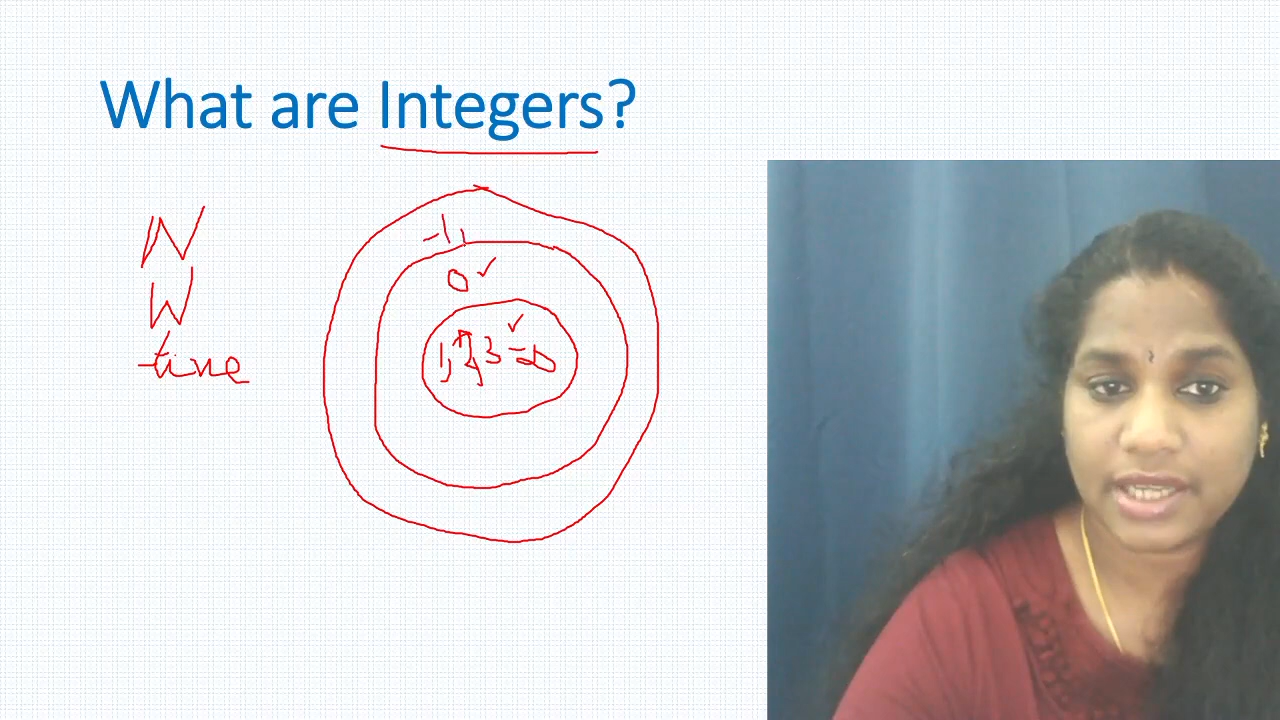 What are Integers?
N
W
-tive
-1,
0 ✓
1, 2, 3 - ∞